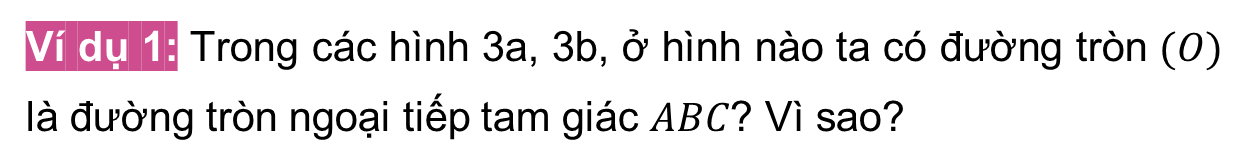 Ví dụ 1: Trong các hình 3a, 3b, ở hình nào ta có đường tròn (O)
là đường tròn ngoại tiếp tam giác ABC? Vì sao?